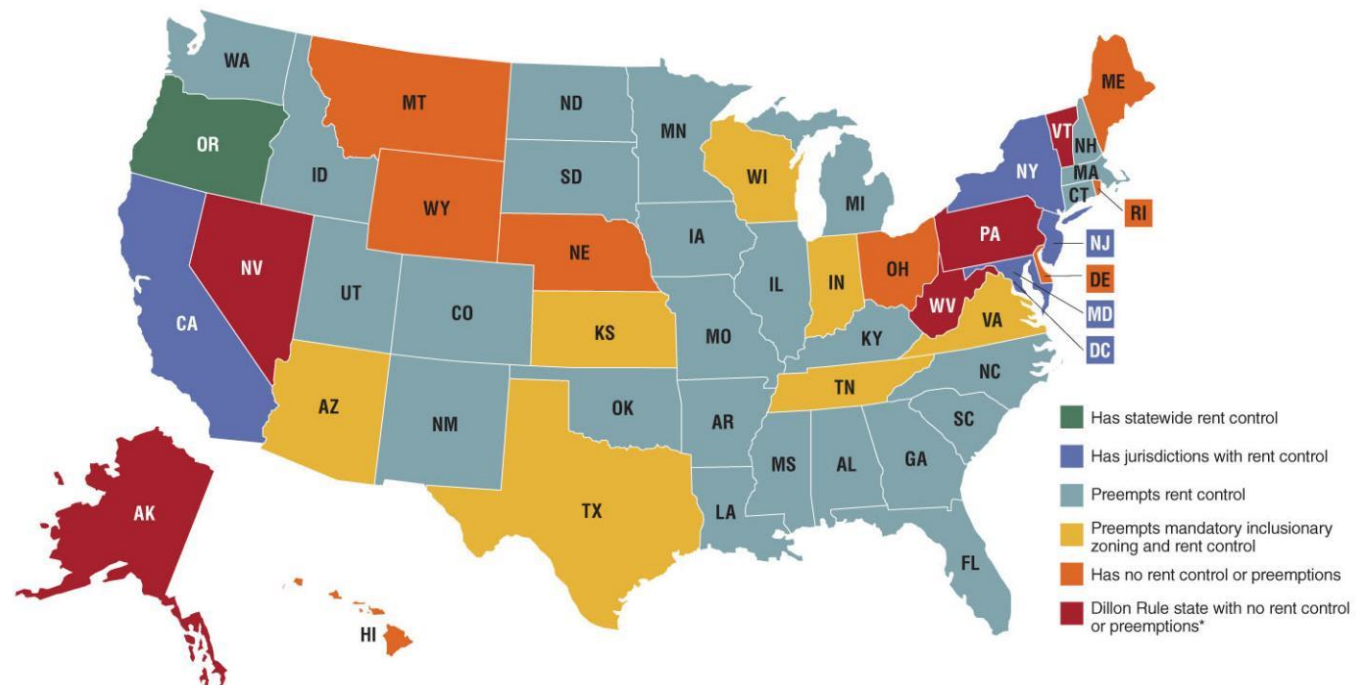 WA
MT
ND
MN
ME
OR
ID
SD
WI
MI
VT
NH
NY
MA
CT
RI
WY
IA
NE
PA
NJ
NV
UT
CO
IL
IN
OH
DE
MD
DC
CA
KS
MO
WV
VA
KY
AZ
NM
OK
AR
TN
NC
SC
MS
AL
GA
TX
LA
FL
AK
HI
Has statewide rent control
Has jurisdictions with rent control
Preempts rent control
Preempts mandatory inclusionary
zoning and rent control
Has no rent control or preemptions
Dillon Rule state with no rent control
or preemptions*